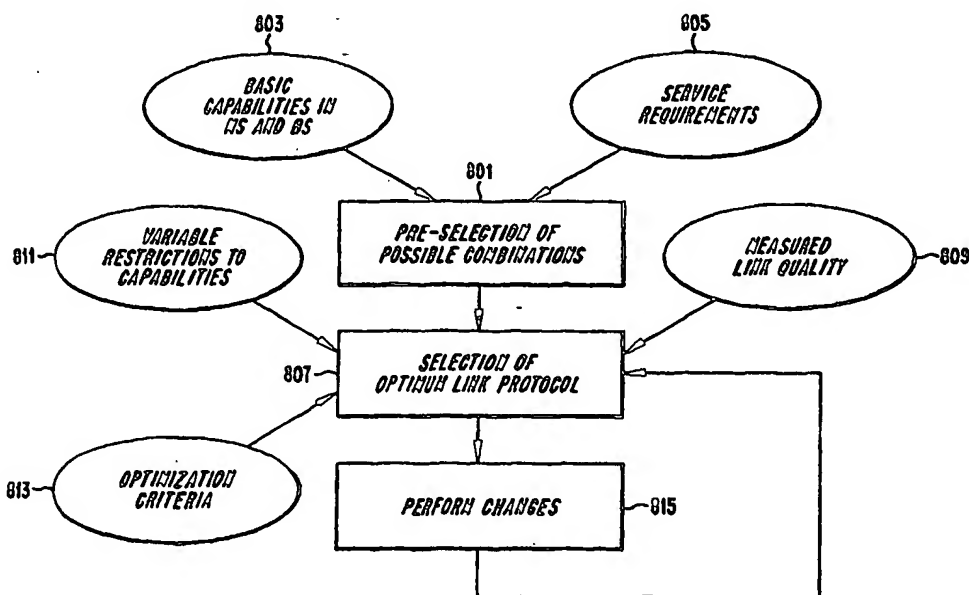 803
805
BASIC
CAPABILITIES IN
MS AND BS
SERVICE
REQUIREMENTS
801
PRE-SELECTION OF
POSSIBLE COMBINATIONS
811
VARIABLE
RESTRICTIONS TO
CAPABILITIES
MEASURED
LINK QUALITY
809
807
SELECTION OF
OPTIMUM LINK PROTOCOL
813
OPTIMIZATION
CRITERIA
PERFORM CHANGES
815